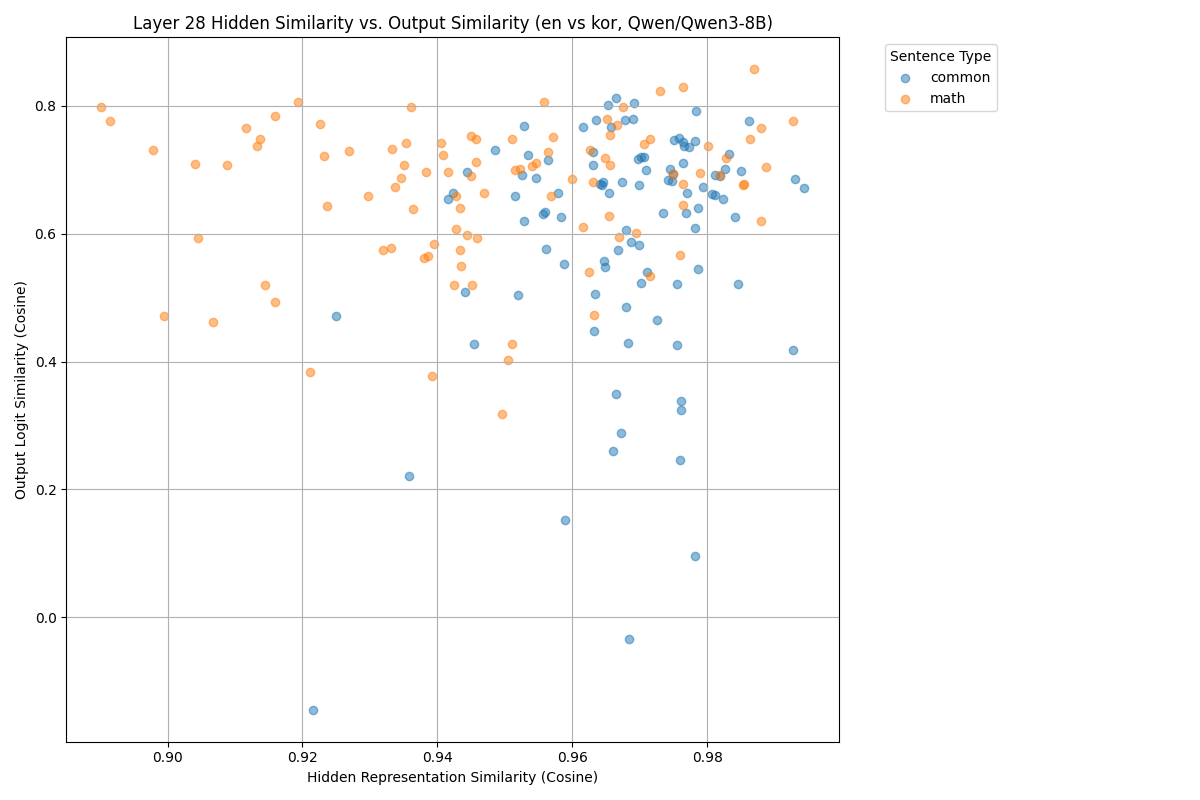 Layer 28 Hidden Similarity vs. Output Similarity (en vs kor, Qwen/Qwen3-8B)
Sentence Type
common
math
Output Logit Similarity (Cosine)
0.8
0.6
0.4
0.2
0.0
0.90 0.92 0.94 0.96 0.98
Hidden Representation Similarity (Cosine)